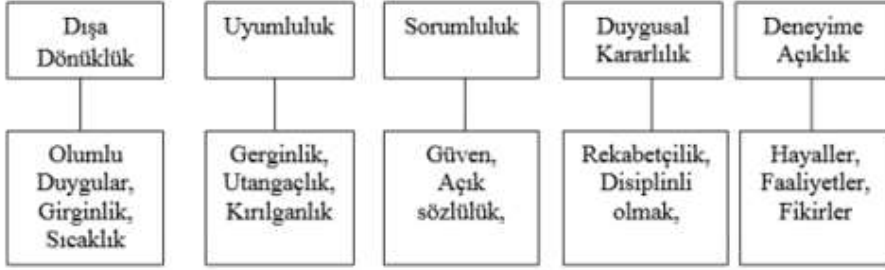 Dışa
Dönüklük
Uyumluluk
Sorumluluk
Duygusal
Kararlılık
Deneyime
Açıklık
Olumlu
Duygular,
Girginlik,
Sıcaklık
Gerginlik,
Utangaçlık,
Kırılganlık
Güven,
Açık
sözlülük,
Rekabetçilik,
Disiplinli
olmak,
Hayaller,
Faaliyetler,
Fikirler